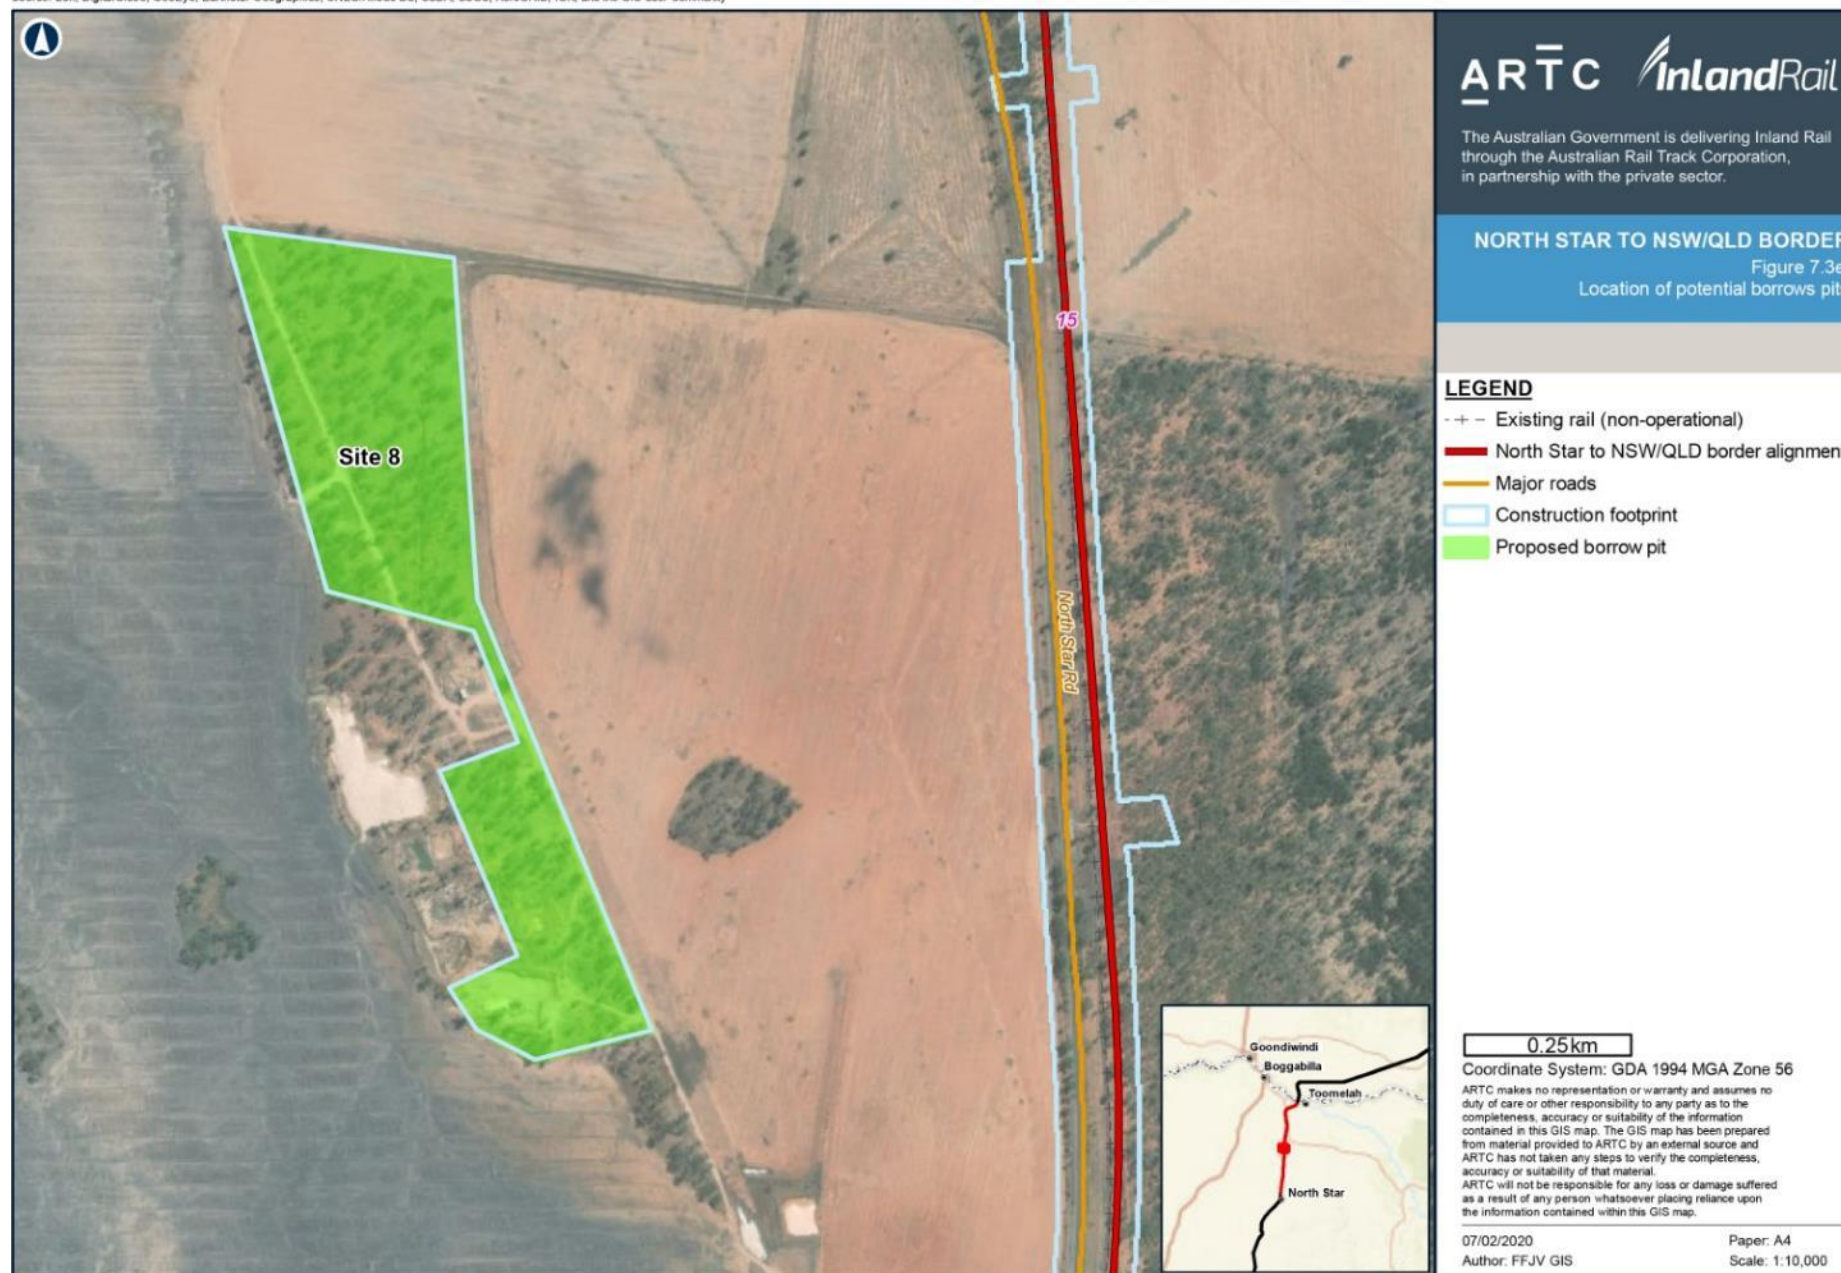 ARTC InlandRail
The Australian Government is delivering Inland Rail
through the Australian Rail Track Corporation,
in partnership with the private sector.
NORTH STAR TO NSW/QLD BORDER
Figure 7.3e
Location of potential borrows pit
LEGEND
Existing rail (non-operational)
North Star to NSW/QLD border alignmen
Major roads
Construction footprint
Proposed borrow pit
15
Site 8
North Star Rd
Goondiwindi
Boggabilla
Toomelah
North Star
0.25km
Coordinate System: GDA 1994 MGA Zone 56
ARTC makes no representation or warranty and assumes no
duty of care or other responsibility to any party as to the
completeness, accuracy or suitability of the information
contained in this GIS map. The GIS map has been prepared
from material provided to ARTC by an external source and
ARTC has not taken any steps to verify the completeness,
accuracy or suitability of that material.
ARTC will not be responsible for any loss or damage suffered
as a result of any person whatsoever placing reliance upon
the information contained within this GIS map.
07/02/2020 Paper: A4
Author: FFJV GIS Scale: 1:10,000